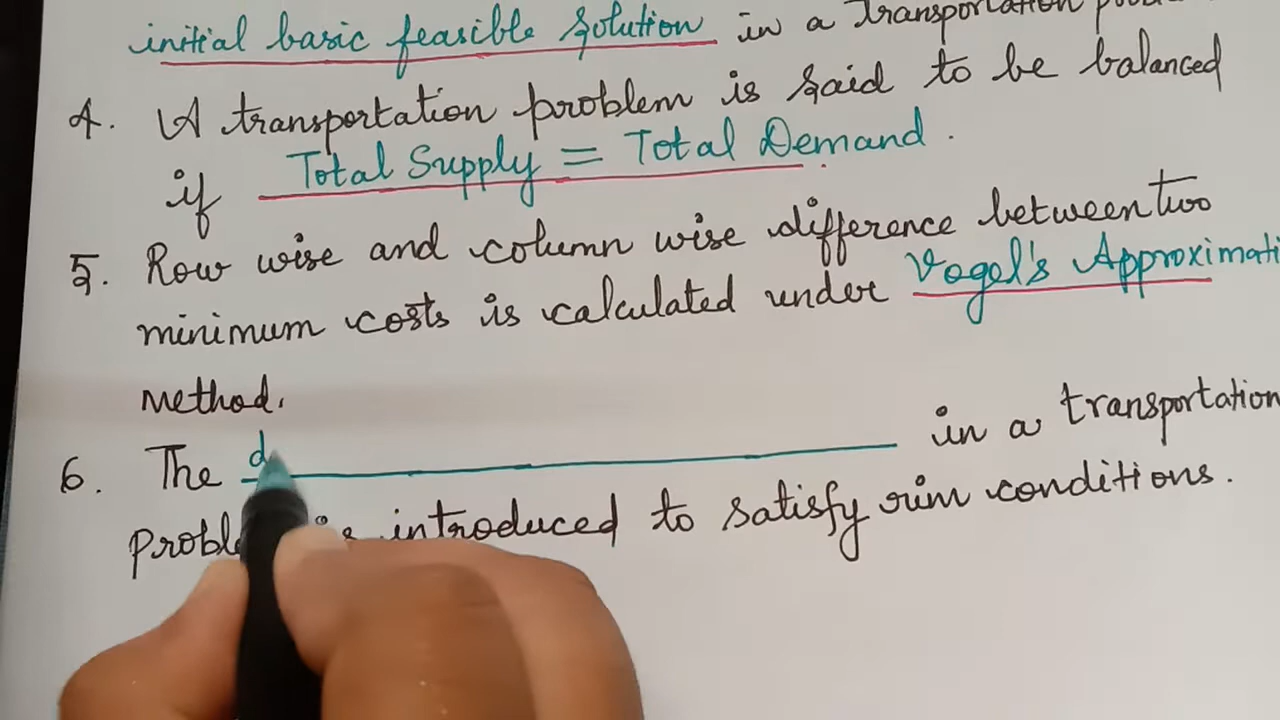 initial basic feasible solution in a transportation
4. A transportation problem is said to be balanced
if Total Supply = Total Demand.
5. Row wise and column wise difference between two
minimum costs is calculated under Vogel's Approximati
method.
6. The d in a transportation
introduced to satisfy rim conditions.